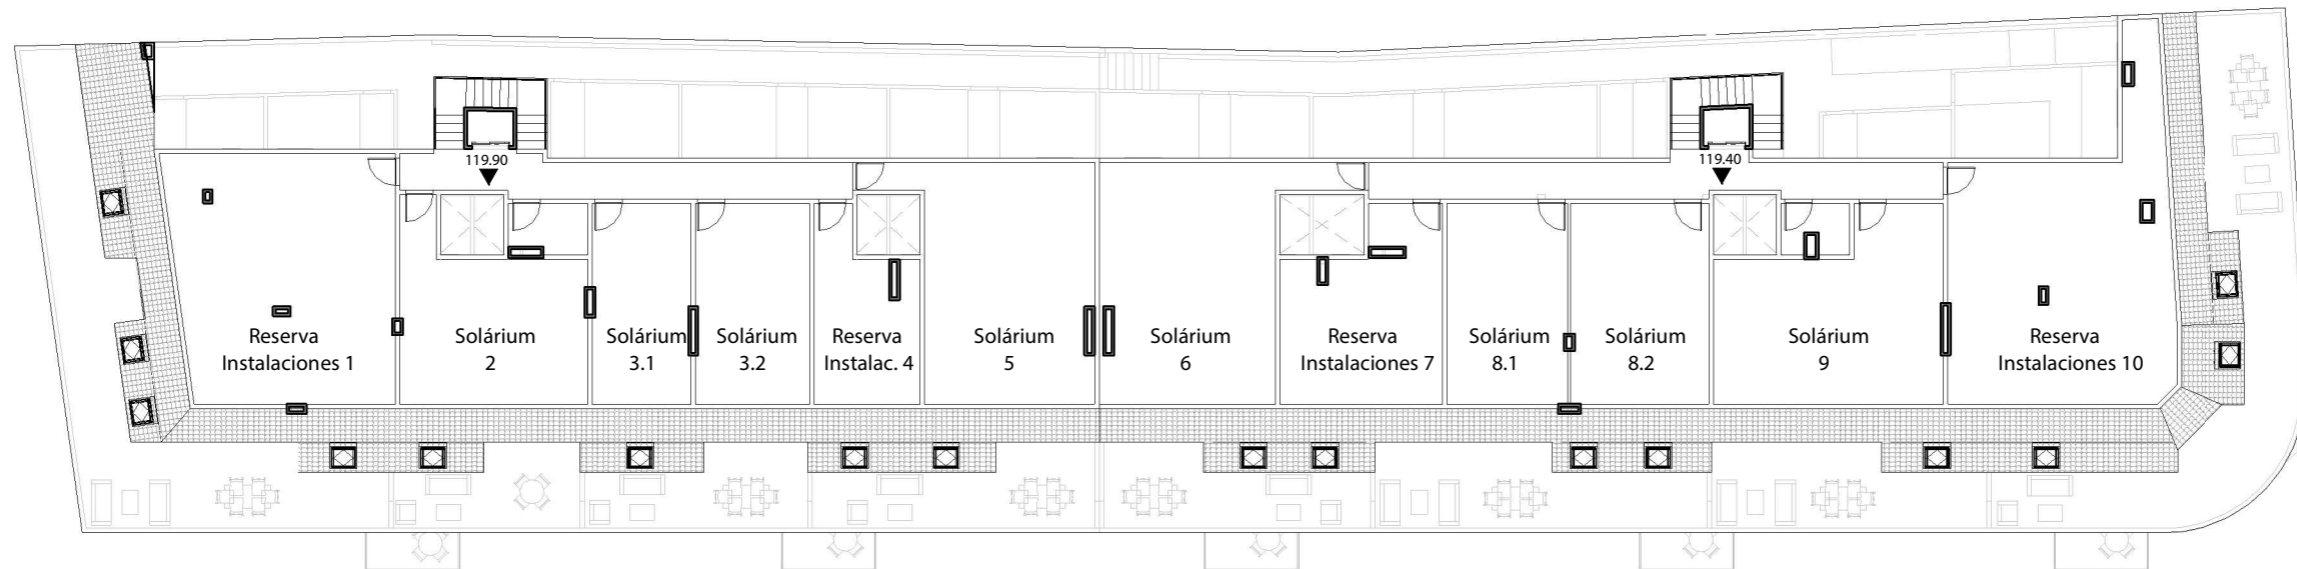 119.90
119.40
Reserva
Instalaciones 1
Solárium
2
Solárium
3.1
Solárium
3.2
Reserva
Instalac. 4
Solárium
5
Solárium
6
Reserva
Instalaciones 7
Solárium
8.1
Solárium
8.2
Solárium
9
Reserva
Instalaciones 10